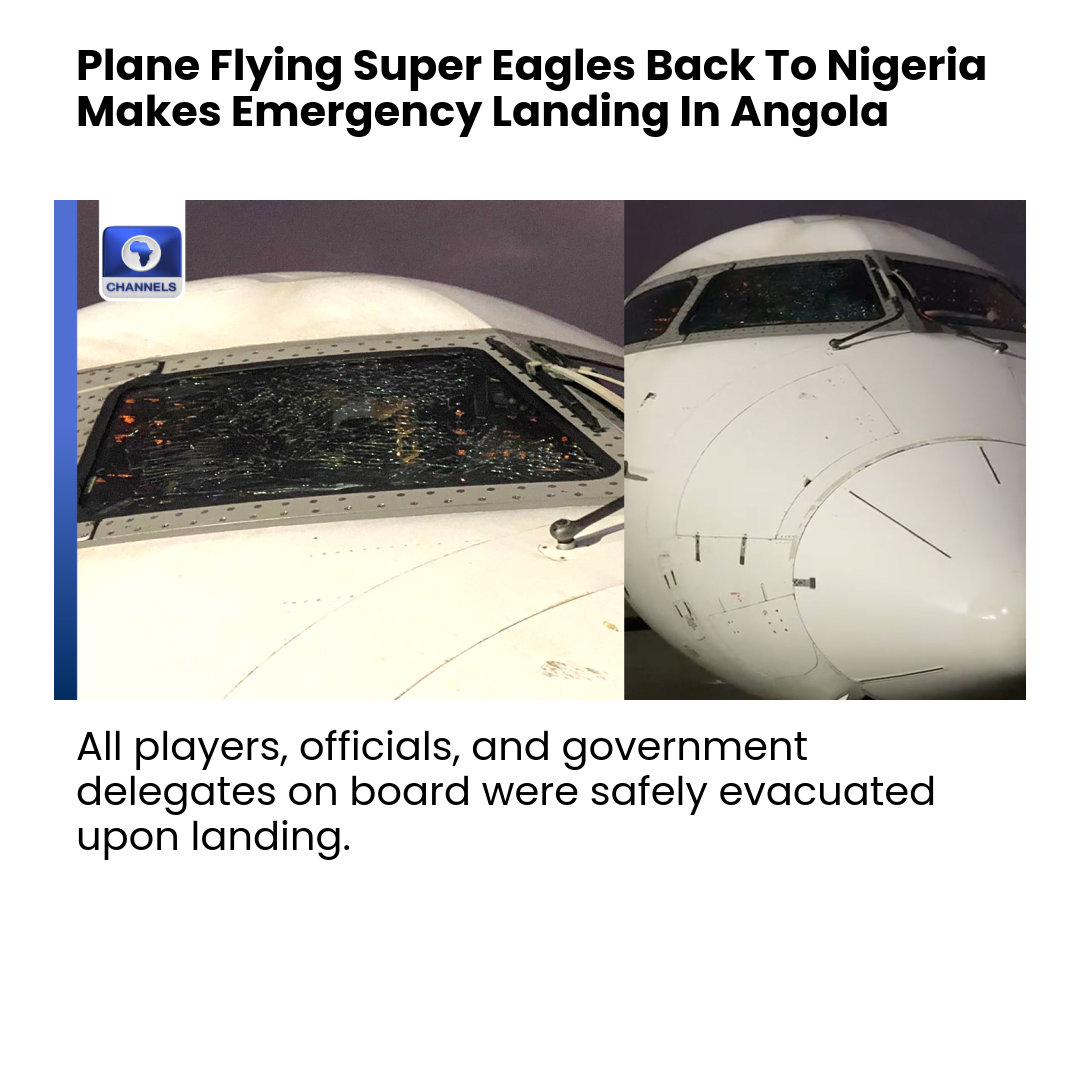 Plane Flying Super Eagles Back To Nigeria
Makes Emergency Landing In Angola
CHANNELS
All players, officials, and government
delegates on board were safely evacuated
upon landing.